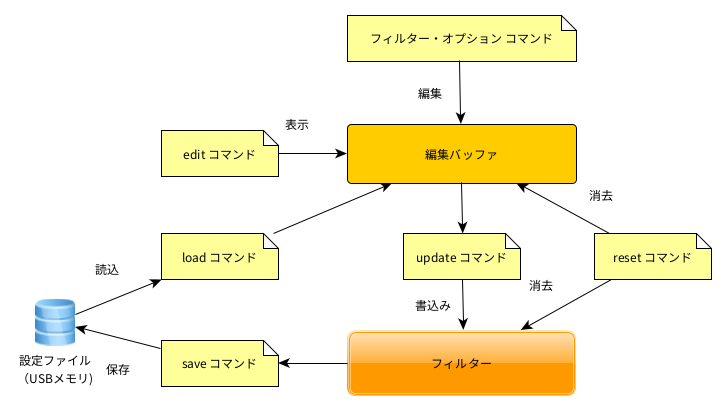 フィルター・オプション コマンド
編集
表示
edit コマンド
編集バッファ
消去
読込
load コマンド
update コマンド
reset コマンド
消去
書込み
設定ファイル
（USBメモリ）
保存
save コマンド
フィルター